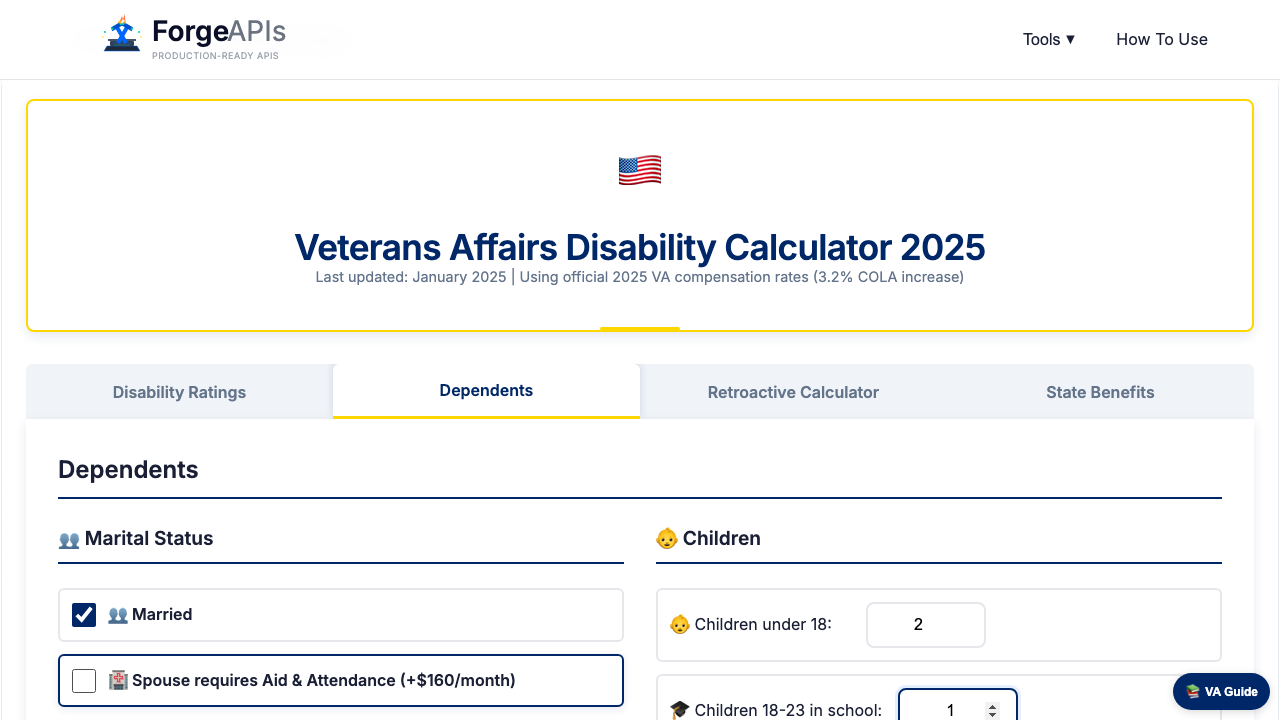 ForgeAPIs
PRODUCTION-READY APIS
Tools ▼
How To Use
Veterans Affairs Disability Calculator 2025
Last updated: January 2025 | Using official 2025 VA compensation rates (3.2% COLA increase)
Disability Ratings
Dependents
Retroactive Calculator
State Benefits
Dependents
👥 Marital Status
👥 Married
🏥 Spouse requires Aid & Attendance (+$160/month)
👶 Children
👶 Children under 18: 2
🎓 Children 18-23 in school: 1
📚 VA Guide